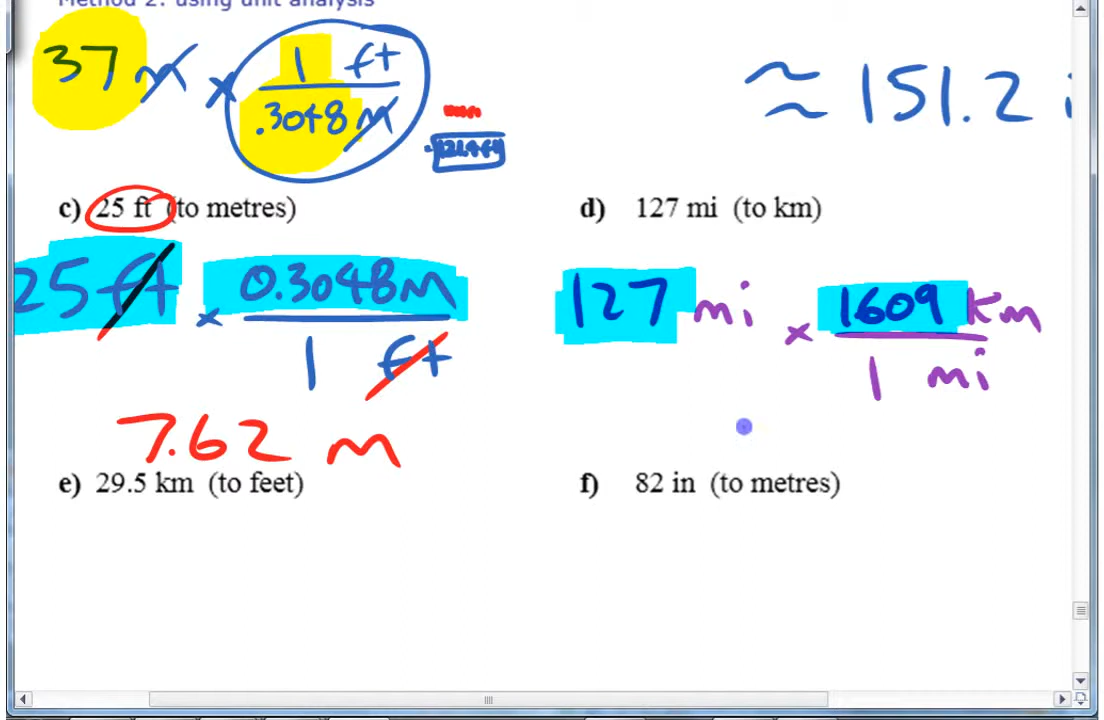 Method 2: using unit analysis
37 m × 1 ft / .3048 m
≈ 151.2
c) 25 ft (to metres)
25 ft × 0.3048 m / 1 ft
7.62 m
d) 127 mi (to km)
127 mi × 1.609 km / 1 mi
e) 29.5 km (to feet)
f) 82 in (to metres)